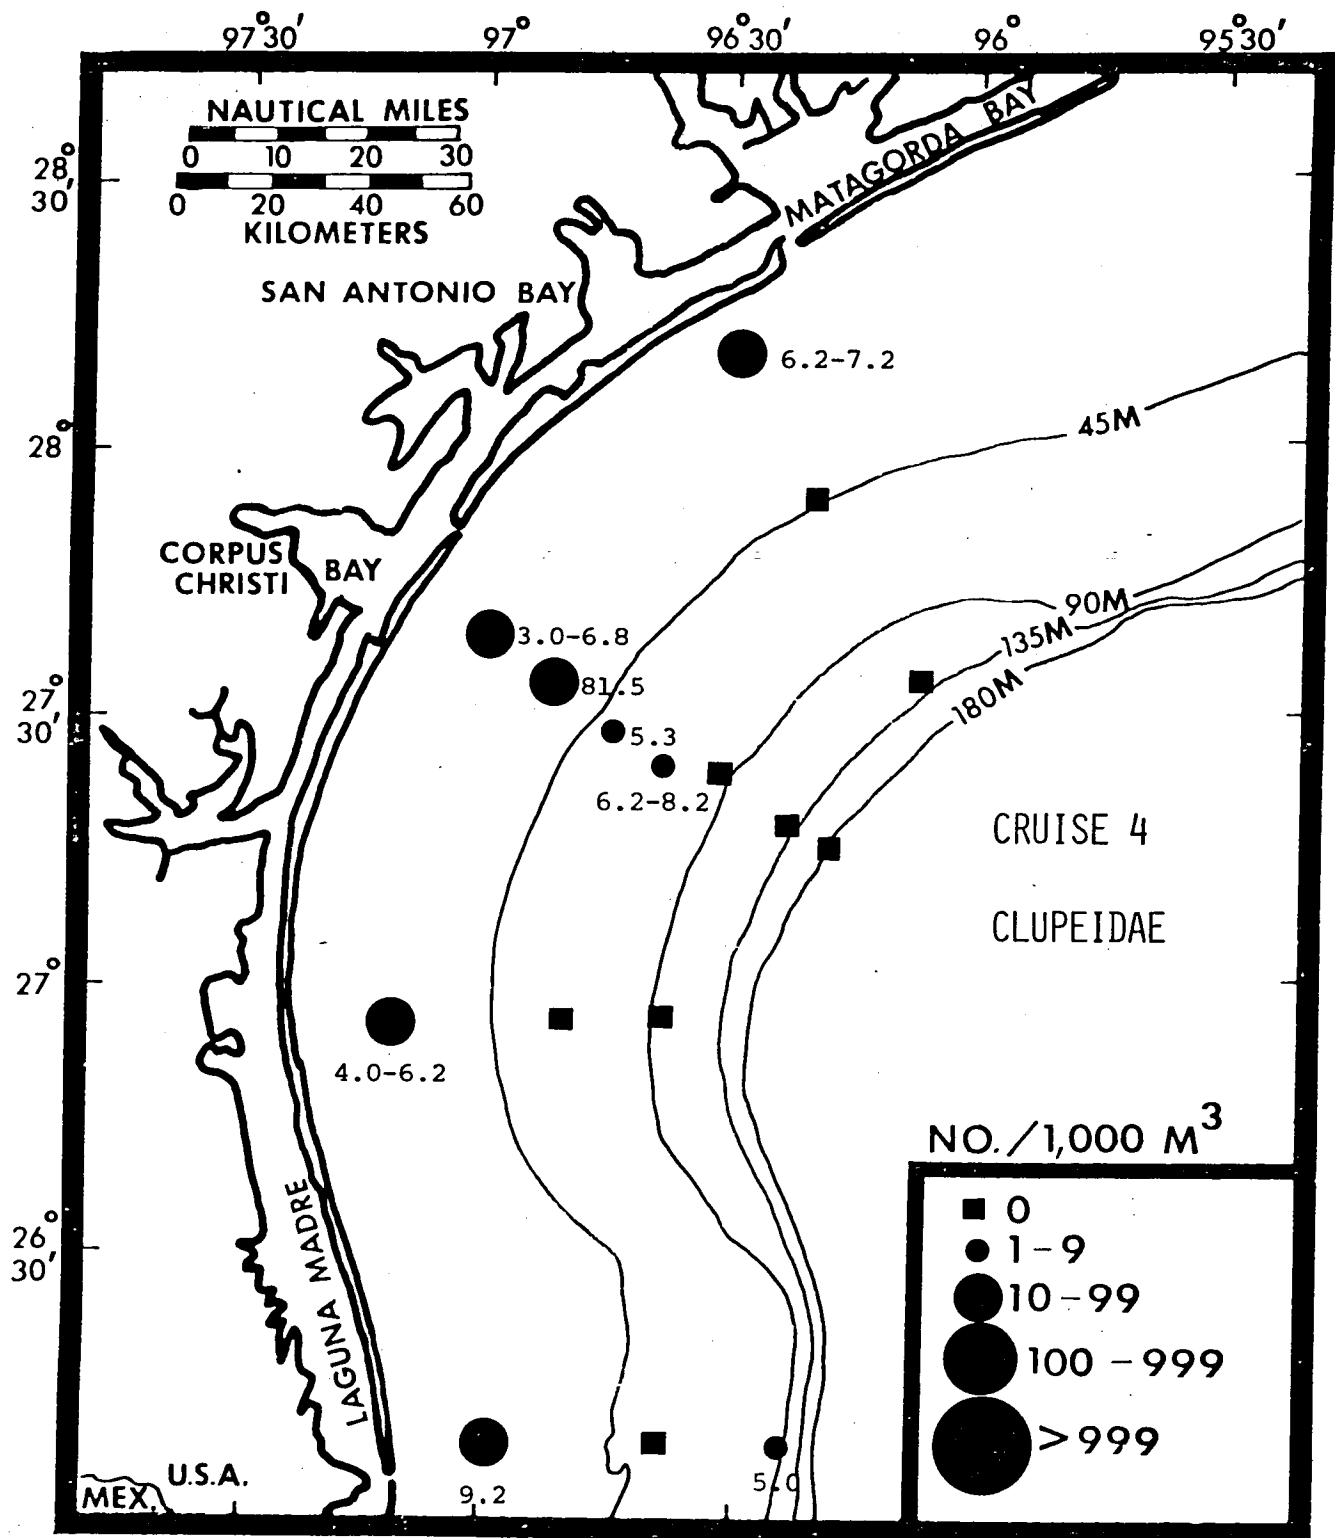 97°30′ 97° 96°30′ 96° 95°30′
NAUTICAL MILES
0 10 20 30
0 20 40 60
KILOMETERS
28°
30′
MATAGORDA BAY
SAN ANTONIO BAY
6.2-7.2
45M
28°
CORPUS
CHRISTI
BAY
90M
135M
180M
3.0-6.8
81.5
27°
30′
5.3
6.2-8.2
CRUISE 4
CLUPEIDAE
27°
4.0-6.2
NO./1,000 M³
0
1-9
10-99
100-999
>999
26°
30′
LAGUNA MADRE
U.S.A.
MEX.
9.2
5.0